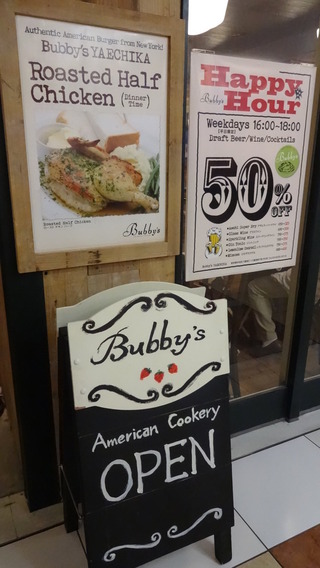 Authentic American Burger from New York!
Bubby's YAECHIKA
Roasted Half
Chicken (Dinner Time)
Roasted Half Chicken
Bubby's
Happy
Bubby's Hour
Weekdays 16:00-18:00
Draft Beer/Wine/Cocktails
50% OFF
Bubby's
Bubby's
American Cookery
OPEN